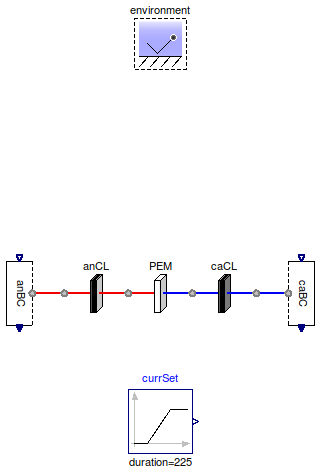 environment
anCL
PEM
caCL
anBC
caBC
currSet
duration=225